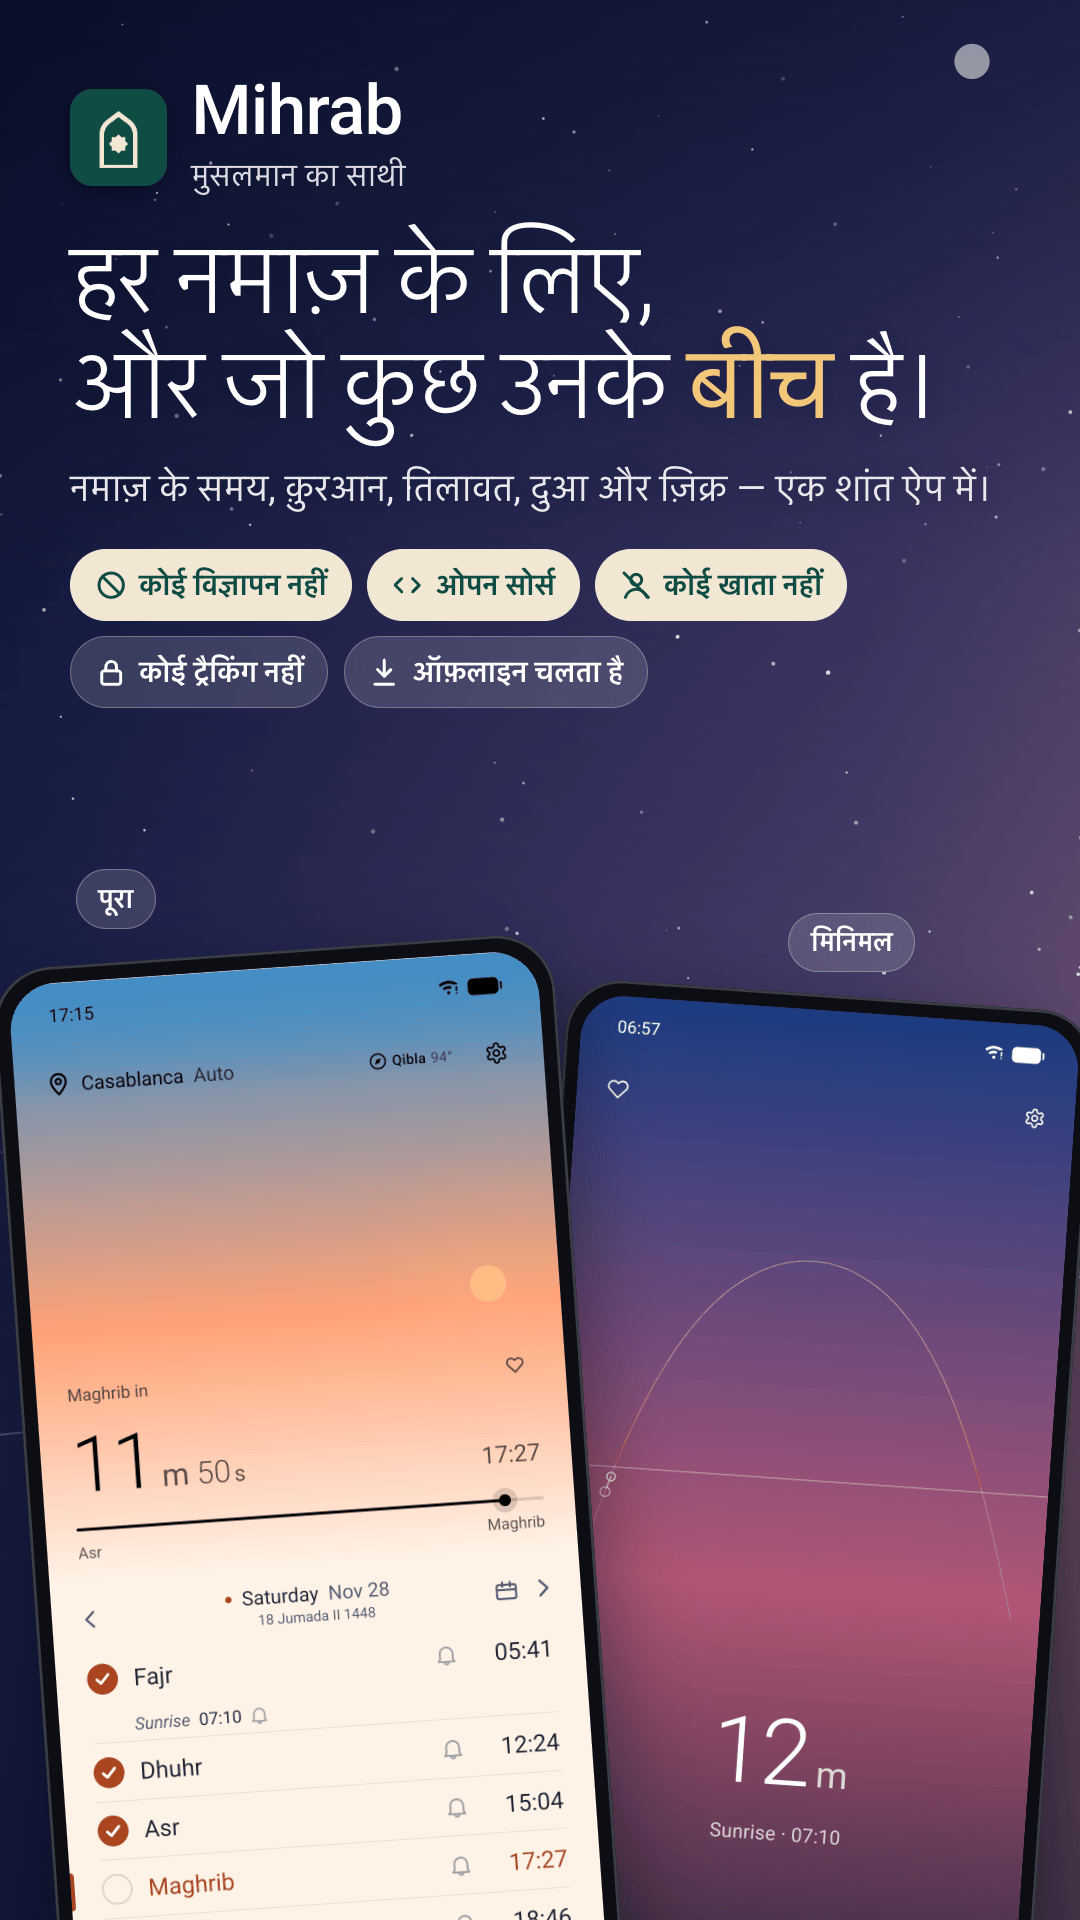 Mihrab
मुसलमान का साथी
हर नमाज़ के लिए,
और जो कुछ उनके बीच है।
नमाज़ के समय, क़ुरआन, तिलावत, दुआ और ज़िक्र — एक शांत ऐप में।
कोई विज्ञापन नहीं
ओपन सोर्स
कोई खाता नहीं
कोई ट्रैकिंग नहीं
ऑफ़लाइन चलता है
पूरा
मिनिमल
17:15
Casablanca Auto
Qibla 94°
Maghrib in
11 m 50 s
17:27
Asr
Maghrib
Saturday Nov 28
18 Jumada II 1448
Fajr 05:41
Sunrise 07:10
Dhuhr 12:24
Asr 15:04
Maghrib 17:27
18:46
06:57
12 m
Sunrise · 07:10